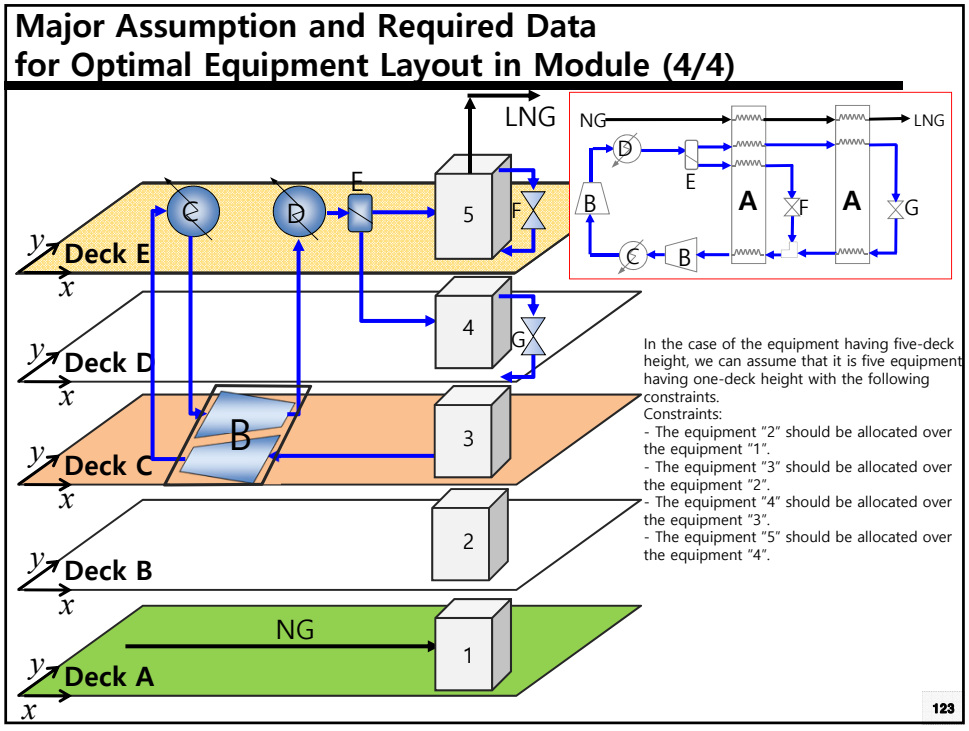 Major Assumption and Required Data
for Optimal Equipment Layout in Module (4/4)
LNG
NG
LNG
D
E
B
A
A
F
G
C
B
C
D
E
5
F
y
Deck E
x
4
G
y
Deck D
x
B
3
y
Deck C
x
2
y
Deck B
x
NG
1
y
Deck A
x
In the case of the equipment having five-deck
height, we can assume that it is five equipment
having one-deck height with the following
constraints.
Constraints:
- The equipment "2" should be allocated over
the equipment "1".
- The equipment "3" should be allocated over
the equipment "2".
- The equipment "4" should be allocated over
the equipment "3".
- The equipment "5" should be allocated over
the equipment "4".
123